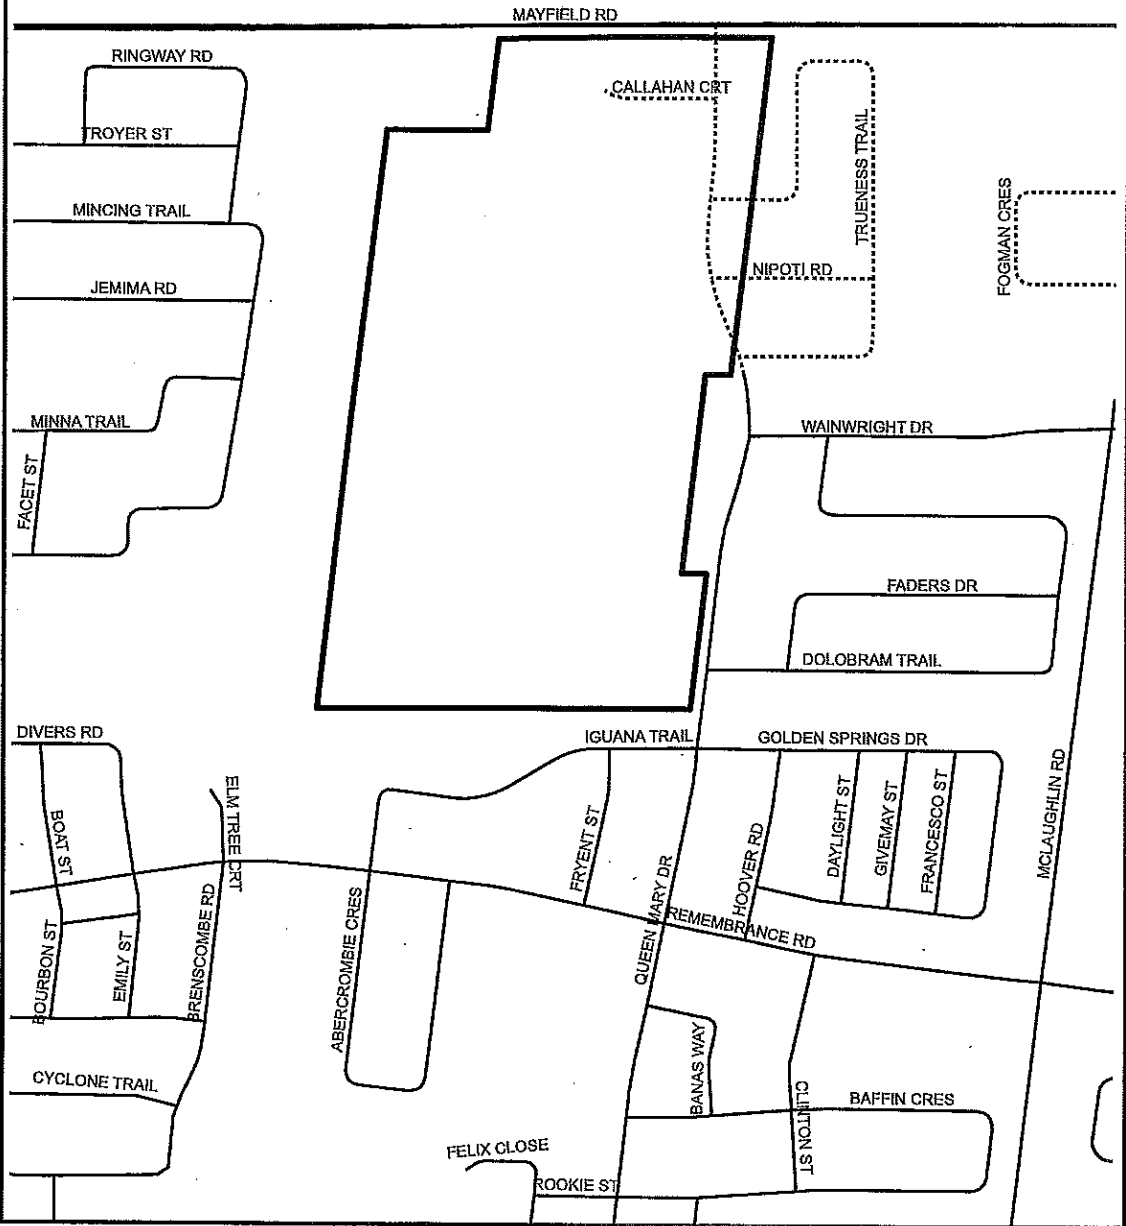 MAYFIELD RD
RINGWAY RD
CALLAHAN CRT
TROYER ST
TRUENESS TRAIL
MINCING TRAIL
FOGMAN CRES
NIPOTI RD
JEMIMA RD
MINNA TRAIL
WAINWRIGHT DR
FACET ST
FADERS DR
DOLOBRAM TRAIL
DIVERS RD
IGUANA TRAIL
GOLDEN SPRINGS DR
ELM TREE CRT
BOAT ST
FRYENT ST
HOOVER RD
DAYLIGHT ST
GIVEMAY ST
FRANCESCO ST
MCLAUGHLIN RD
QUEEN MARY DR
REMEMBRANCE RD
BOURBON ST
EMILY ST
BRENSCOMBE RD
ABERCROMBIE CRES
BANAS WAY
CYCLONE TRAIL
CLINTON ST
BAFFIN CRES
FELIX CLOSE
ROOKIE ST